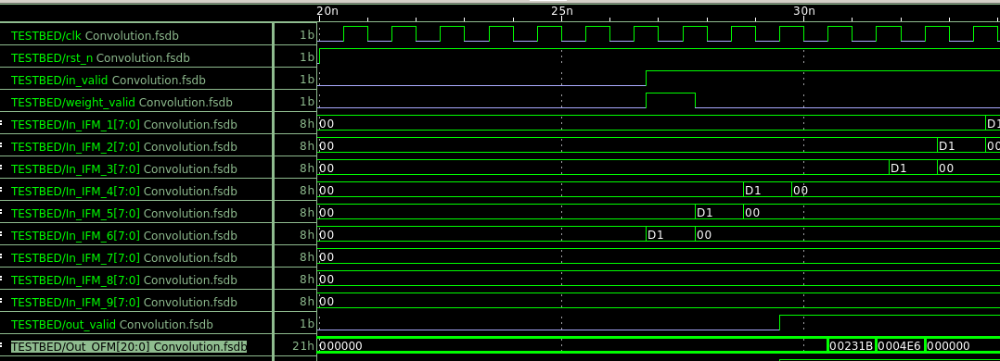 20n 25n 30n
TESTBED/clk Convolution.fsdb 1b
TESTBED/rst_n Convolution.fsdb 1b
TESTBED/in_valid Convolution.fsdb 1b
TESTBED/weight_valid Convolution.fsdb 1b
TESTBED/In_IFM_1[7:0] Convolution.fsdb 8h 00 D1
TESTBED/In_IFM_2[7:0] Convolution.fsdb 8h 00 D1 00
TESTBED/In_IFM_3[7:0] Convolution.fsdb 8h 00 D1 00
TESTBED/In_IFM_4[7:0] Convolution.fsdb 8h 00 D1 00
TESTBED/In_IFM_5[7:0] Convolution.fsdb 8h 00 D1 00
TESTBED/In_IFM_6[7:0] Convolution.fsdb 8h 00 D1 00
TESTBED/In_IFM_7[7:0] Convolution.fsdb 8h 00
TESTBED/In_IFM_8[7:0] Convolution.fsdb 8h 00
TESTBED/In_IFM_9[7:0] Convolution.fsdb 8h 00
TESTBED/out_valid Convolution.fsdb 1b
TESTBED/Out_OFM[20:0] Convolution.fsdb 21h 000000 00231B 0004E6 000000